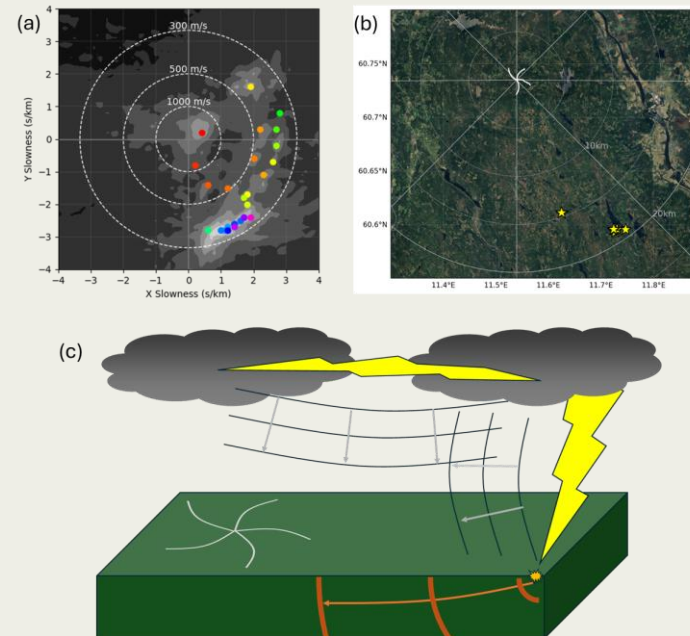 (a)
4
3
2
1
0
−1
−2
−3
−4
Y Slowness (s/km)
300 m/s
500 m/s
1000 m/s
−4 −3 −2 −1 0 1 2 3 4
X Slowness (s/km)
(b)
60.75°N
60.7°N
60.65°N
60.6°N
10km
20km
11.4°E 11.5°E 11.6°E 11.7°E 11.8°E
(c)